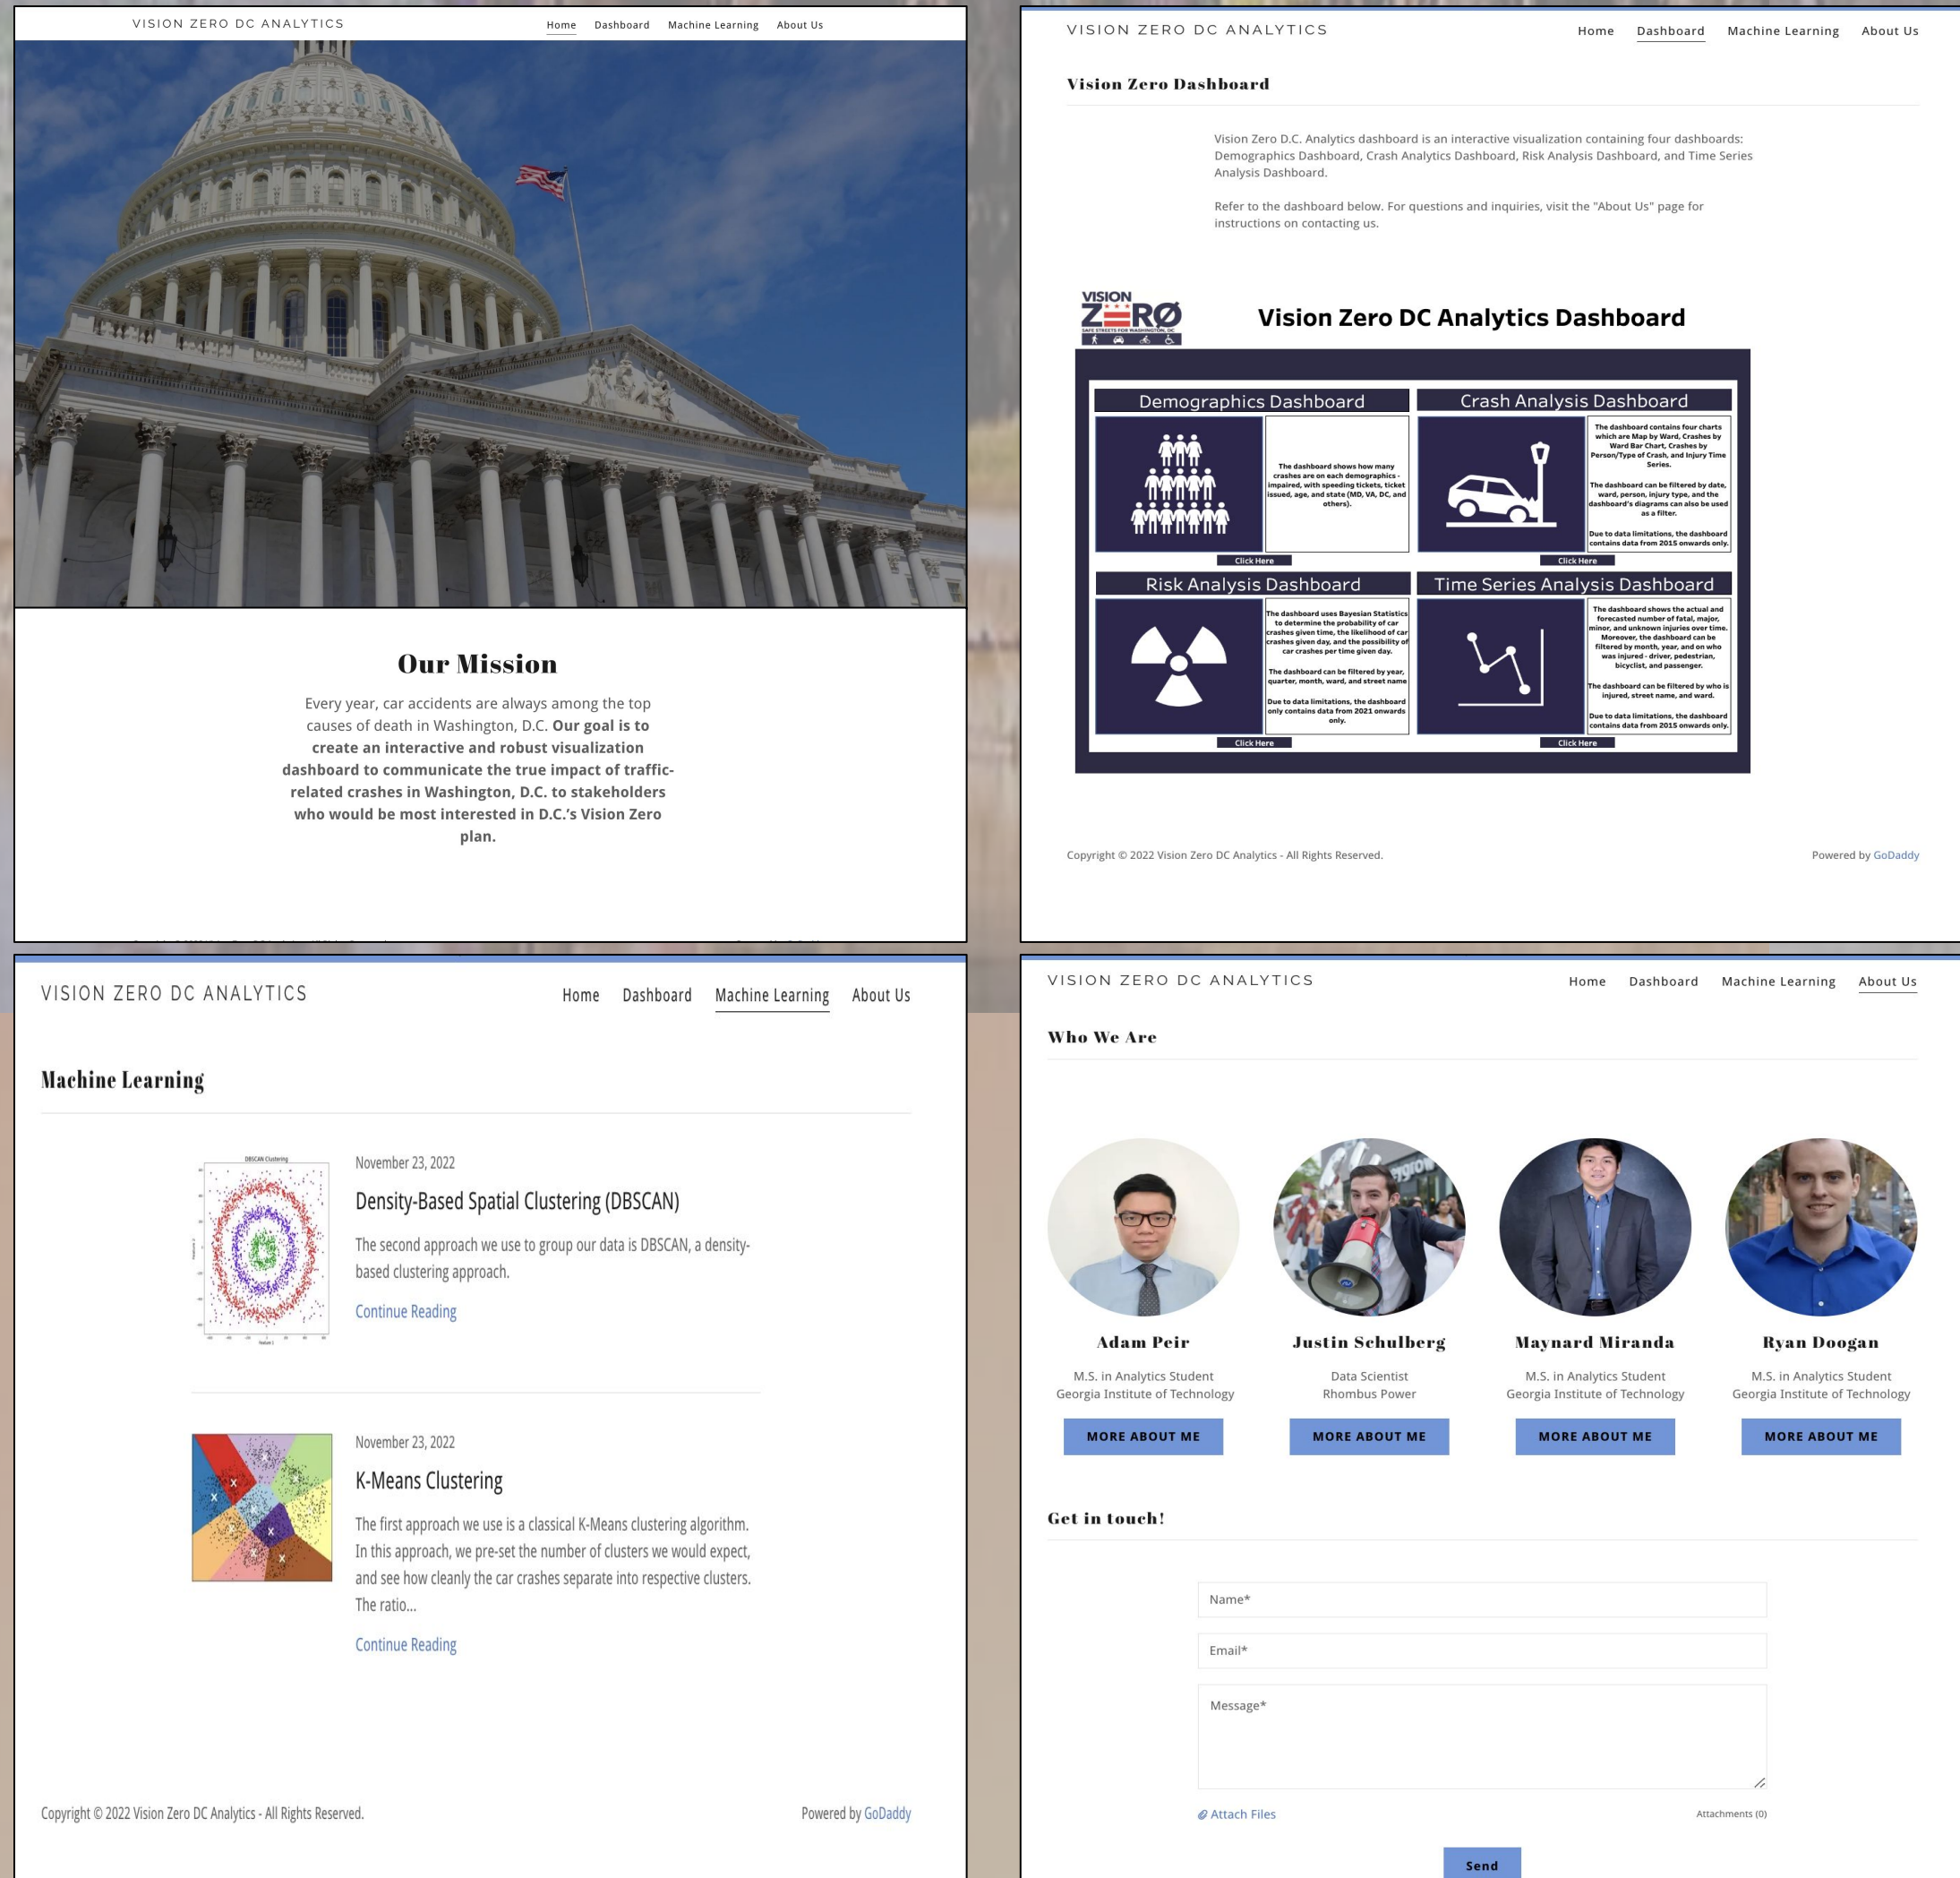 VISION ZERO DC ANALYTICS
Home Dashboard Machine Learning About Us
Our Mission
Every year, car accidents are always among the top
causes of death in Washington, D.C. Our goal is to
create an interactive and robust visualization
dashboard to communicate the true impact of traffic-
related crashes in Washington, D.C. to stakeholders
who would be most interested in D.C.’s Vision Zero
plan.
VISION ZERO DC ANALYTICS
Home Dashboard Machine Learning About Us
Vision Zero Dashboard
Vision Zero D.C. Analytics dashboard is an interactive visualization containing four dashboards:
Demographics Dashboard, Crash Analytics Dashboard, Risk Analysis Dashboard, and Time Series
Analysis Dashboard.
Refer to the dashboard below. For questions and inquiries, visit the "About Us" page for
instructions on contacting us.
VISION
ZERØ
SAFE STREETS FOR WASHINGTON, DC
Vision Zero DC Analytics Dashboard
Demographics Dashboard
The dashboard shows how many
crashes are on each demographics -
impaired, with speeding tickets, ticket
issued, age, and state (MD, VA, DC, and
others).
Click Here
Crash Analysis Dashboard
The dashboard contains four charts
which are Map by Ward, Crashes by
Ward Bar Chart, Crashes by
Person/Type of Crash, and Injury Time
Series.
The dashboard can be filtered by date,
ward, person, injury type, and the
dashboard's diagrams can also be used
as a filter.
Due to data limitations, the dashboard
contains data from 2015 onwards only.
Click Here
Risk Analysis Dashboard
The dashboard uses Bayesian Statistics
to determine the probability of car
crashes given time, the likelihood of car
crashes given day, and the possibility of
car crashes per time given day.
The dashboard can be filtered by year,
quarter, month, ward, and street name
Due to data limitations, the dashboard
only contains data from 2021 onwards
only.
Click Here
Time Series Analysis Dashboard
The dashboard shows the actual and
forecasted number of fatal, major,
minor, and unknown injuries over time.
Moreover, the dashboard can be
filtered by month, year, and on who
was injured - driver, pedestrian,
bicyclist, and passenger.
The dashboard can be filtered by who is
injured, street name, and ward.
Due to data limitations, the dashboard
contains data from 2015 onwards only.
Click Here
Copyright © 2022 Vision Zero DC Analytics - All Rights Reserved.
Powered by GoDaddy
VISION ZERO DC ANALYTICS
Home Dashboard Machine Learning About Us
Machine Learning
DBSCAN Clustering
November 23, 2022
Density-Based Spatial Clustering (DBSCAN)
The second approach we use to group our data is DBSCAN, a density-
based clustering approach.
Continue Reading
November 23, 2022
K-Means Clustering
The first approach we use is a classical K-Means clustering algorithm.
In this approach, we pre-set the number of clusters we would expect,
and see how cleanly the car crashes separate into respective clusters.
The ratio...
Continue Reading
Copyright © 2022 Vision Zero DC Analytics - All Rights Reserved.
Powered by GoDaddy
VISION ZERO DC ANALYTICS
Home Dashboard Machine Learning About Us
Who We Are
Adam Peir
M.S. in Analytics Student
Georgia Institute of Technology
MORE ABOUT ME
Justin Schulberg
Data Scientist
Rhombus Power
MORE ABOUT ME
Maynard Miranda
M.S. in Analytics Student
Georgia Institute of Technology
MORE ABOUT ME
Ryan Doogan
M.S. in Analytics Student
Georgia Institute of Technology
MORE ABOUT ME
Get in touch!
Name*
Email*
Message*
Attach Files
Attachments (0)
Send